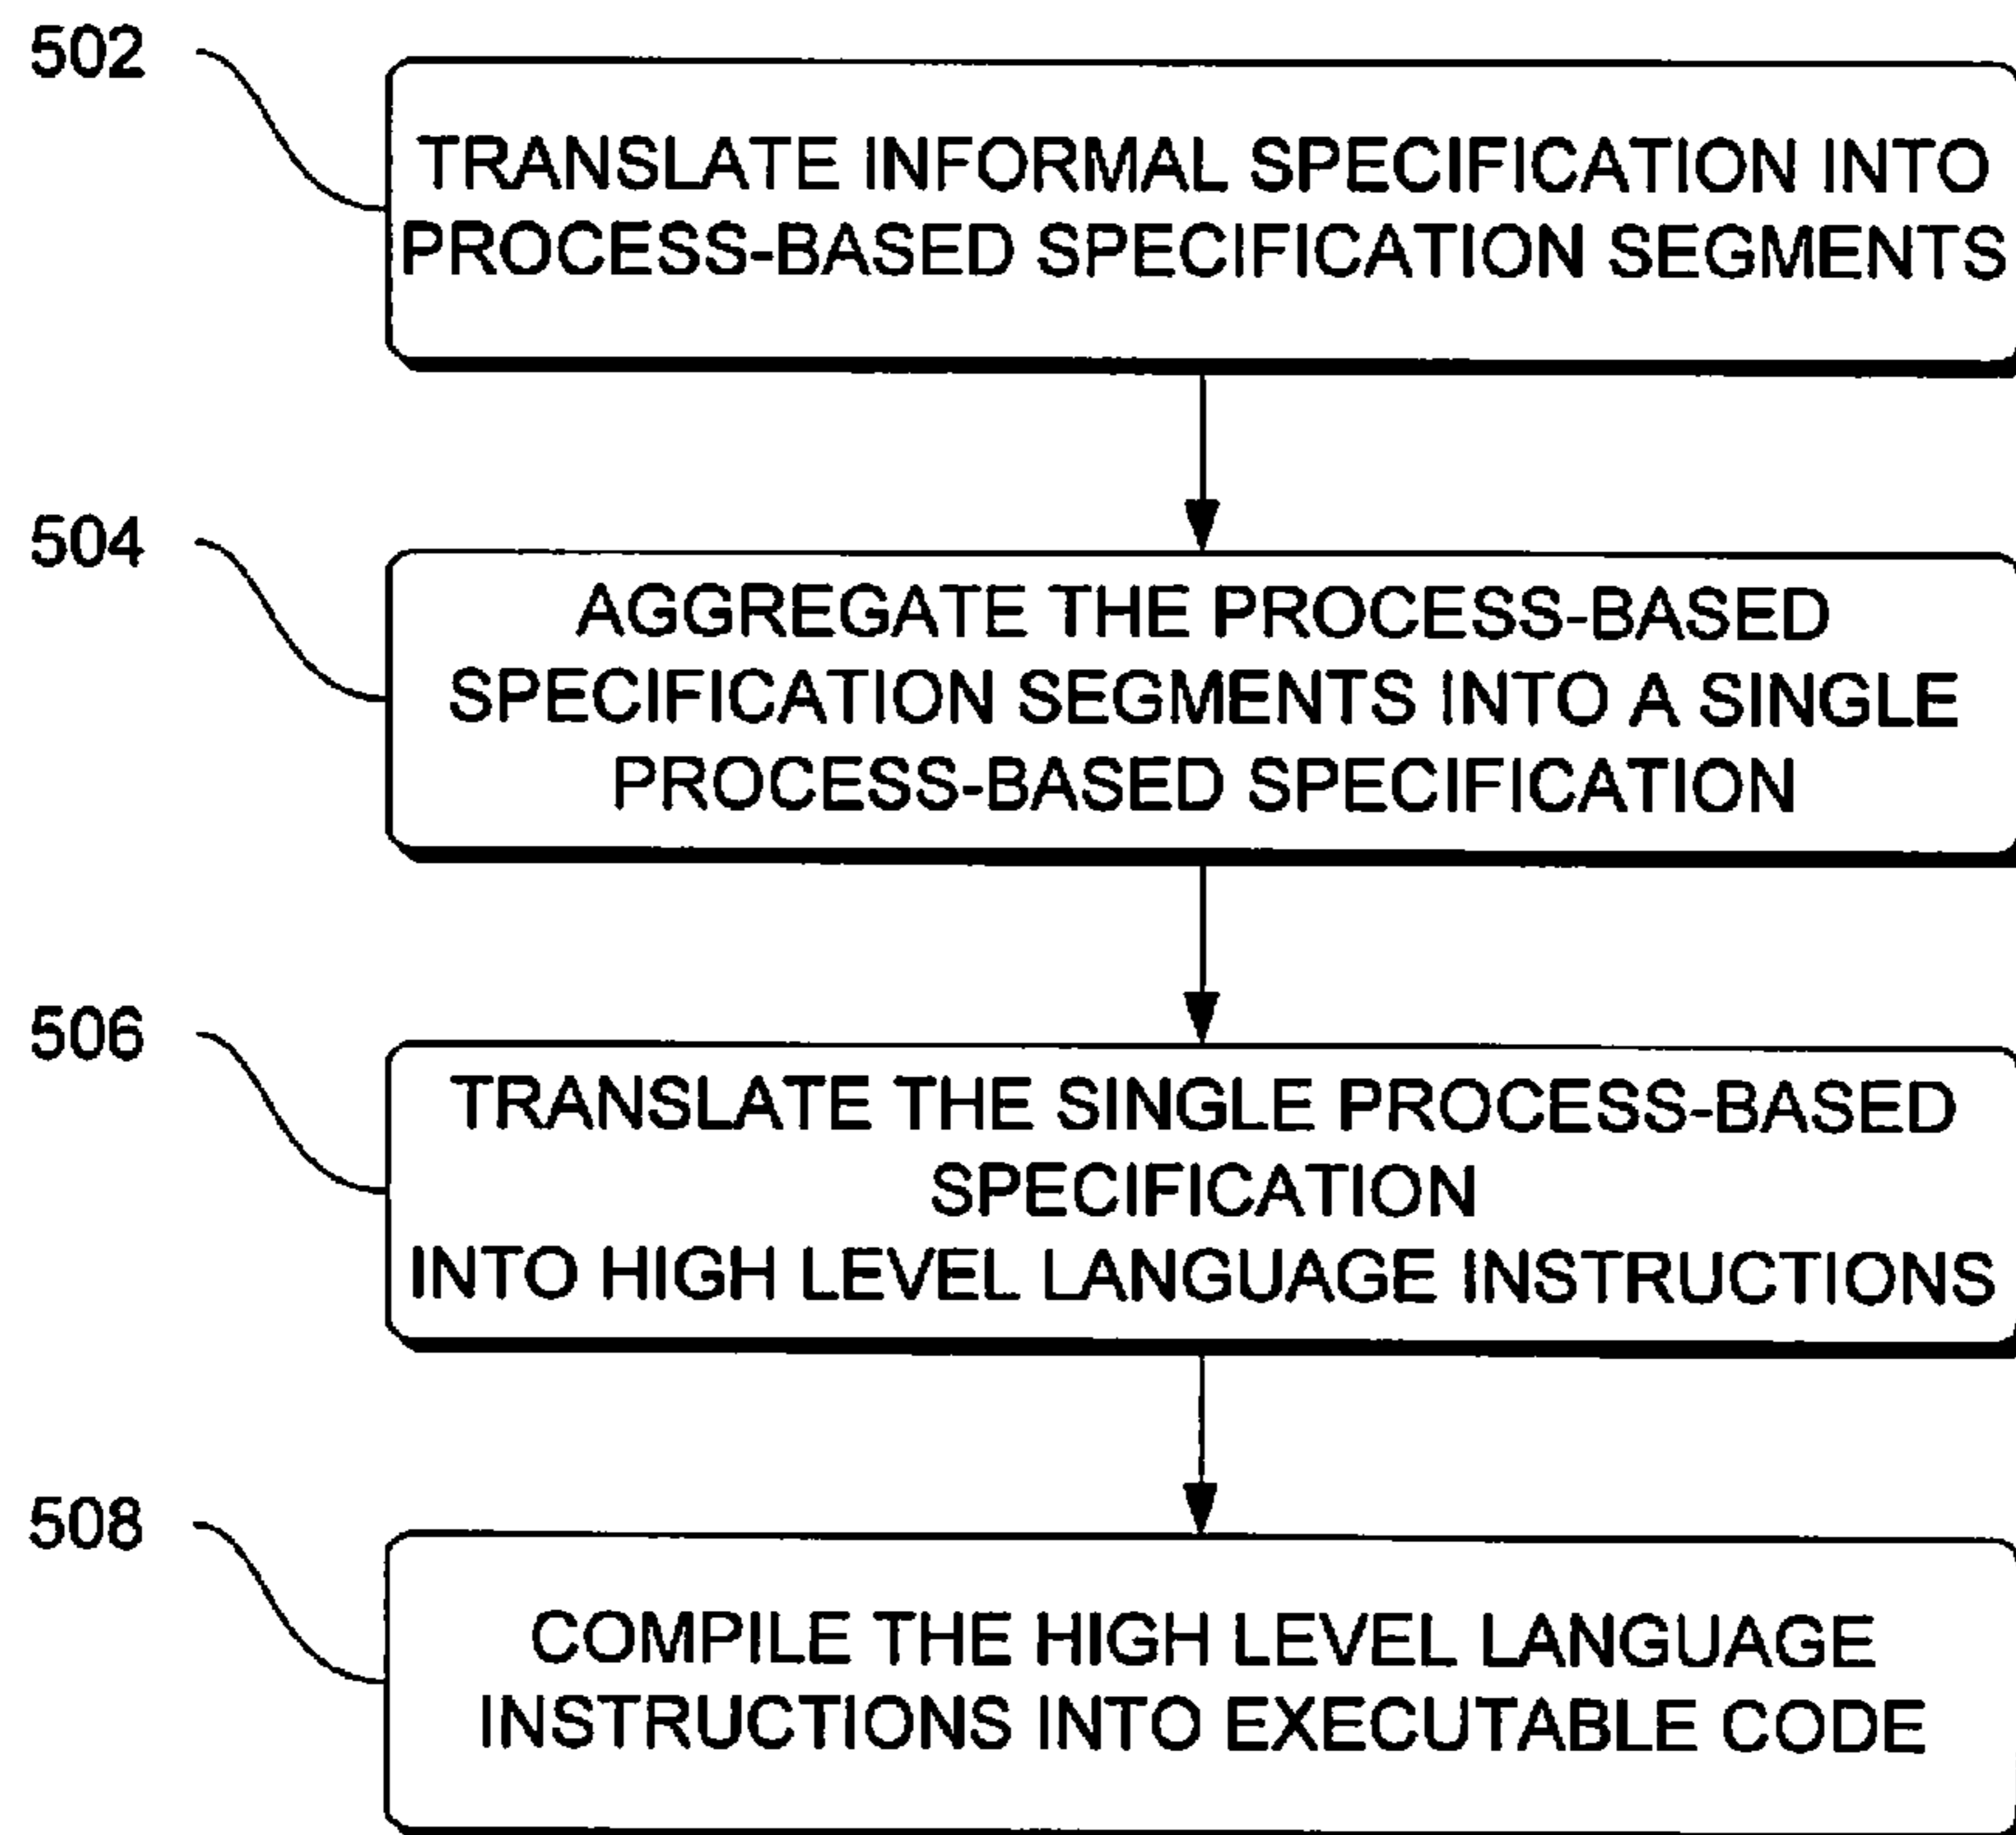 502
TRANSLATE INFORMAL SPECIFICATION INTO
PROCESS-BASED SPECIFICATION SEGMENTS
504
AGGREGATE THE PROCESS-BASED
SPECIFICATION SEGMENTS INTO A SINGLE
PROCESS-BASED SPECIFICATION
506
TRANSLATE THE SINGLE PROCESS-BASED
SPECIFICATION
INTO HIGH LEVEL LANGUAGE INSTRUCTIONS
508
COMPILE THE HIGH LEVEL LANGUAGE
INSTRUCTIONS INTO EXECUTABLE CODE